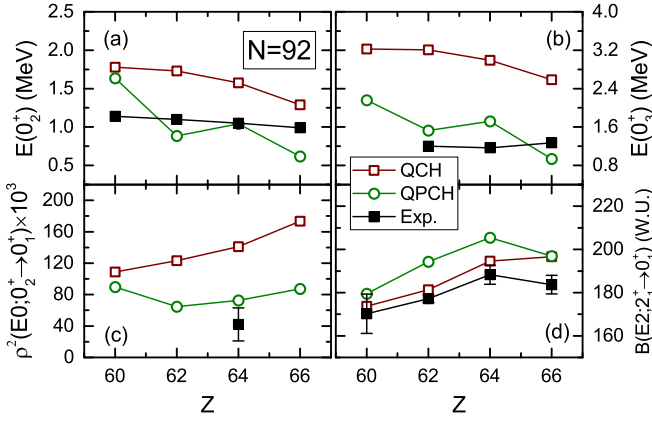 (a)
N=92
(b)
E(0₂⁺) (MeV)
2.5
2.0
1.5
1.0
0.5
4.0
3.2
2.4
1.6
0.8
E(0₃⁺) (MeV)
QCH
QPCH
Exp.
ρ²(E0;0₂⁺→0₁⁺)×10³
200
160
120
80
40
0
220
200
180
160
B(E2;2₁⁺→0₁⁺) (W.U.)
(c)
(d)
60 62 64 66
60 62 64 66
Z
Z